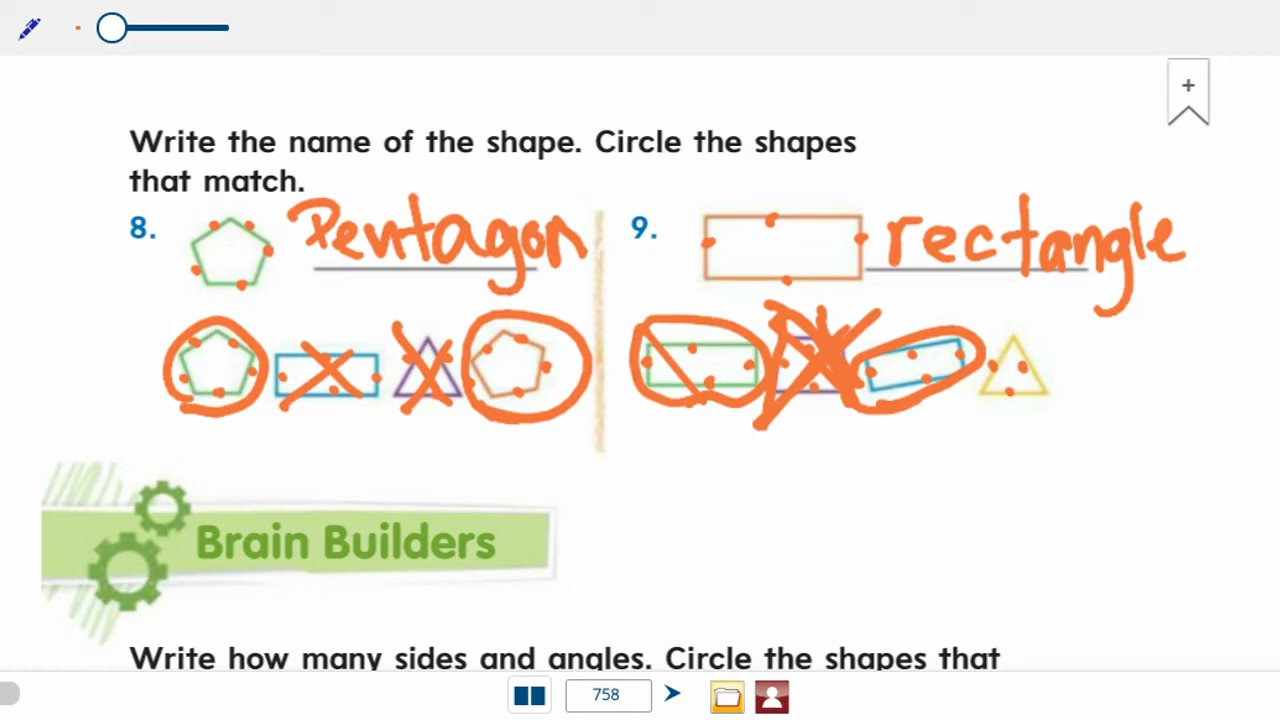 Write the name of the shape. Circle the shapes
that match.
8. Pentagon
9. rectangle
Brain Builders
Write how many sides and angles. Circle the shapes that
758